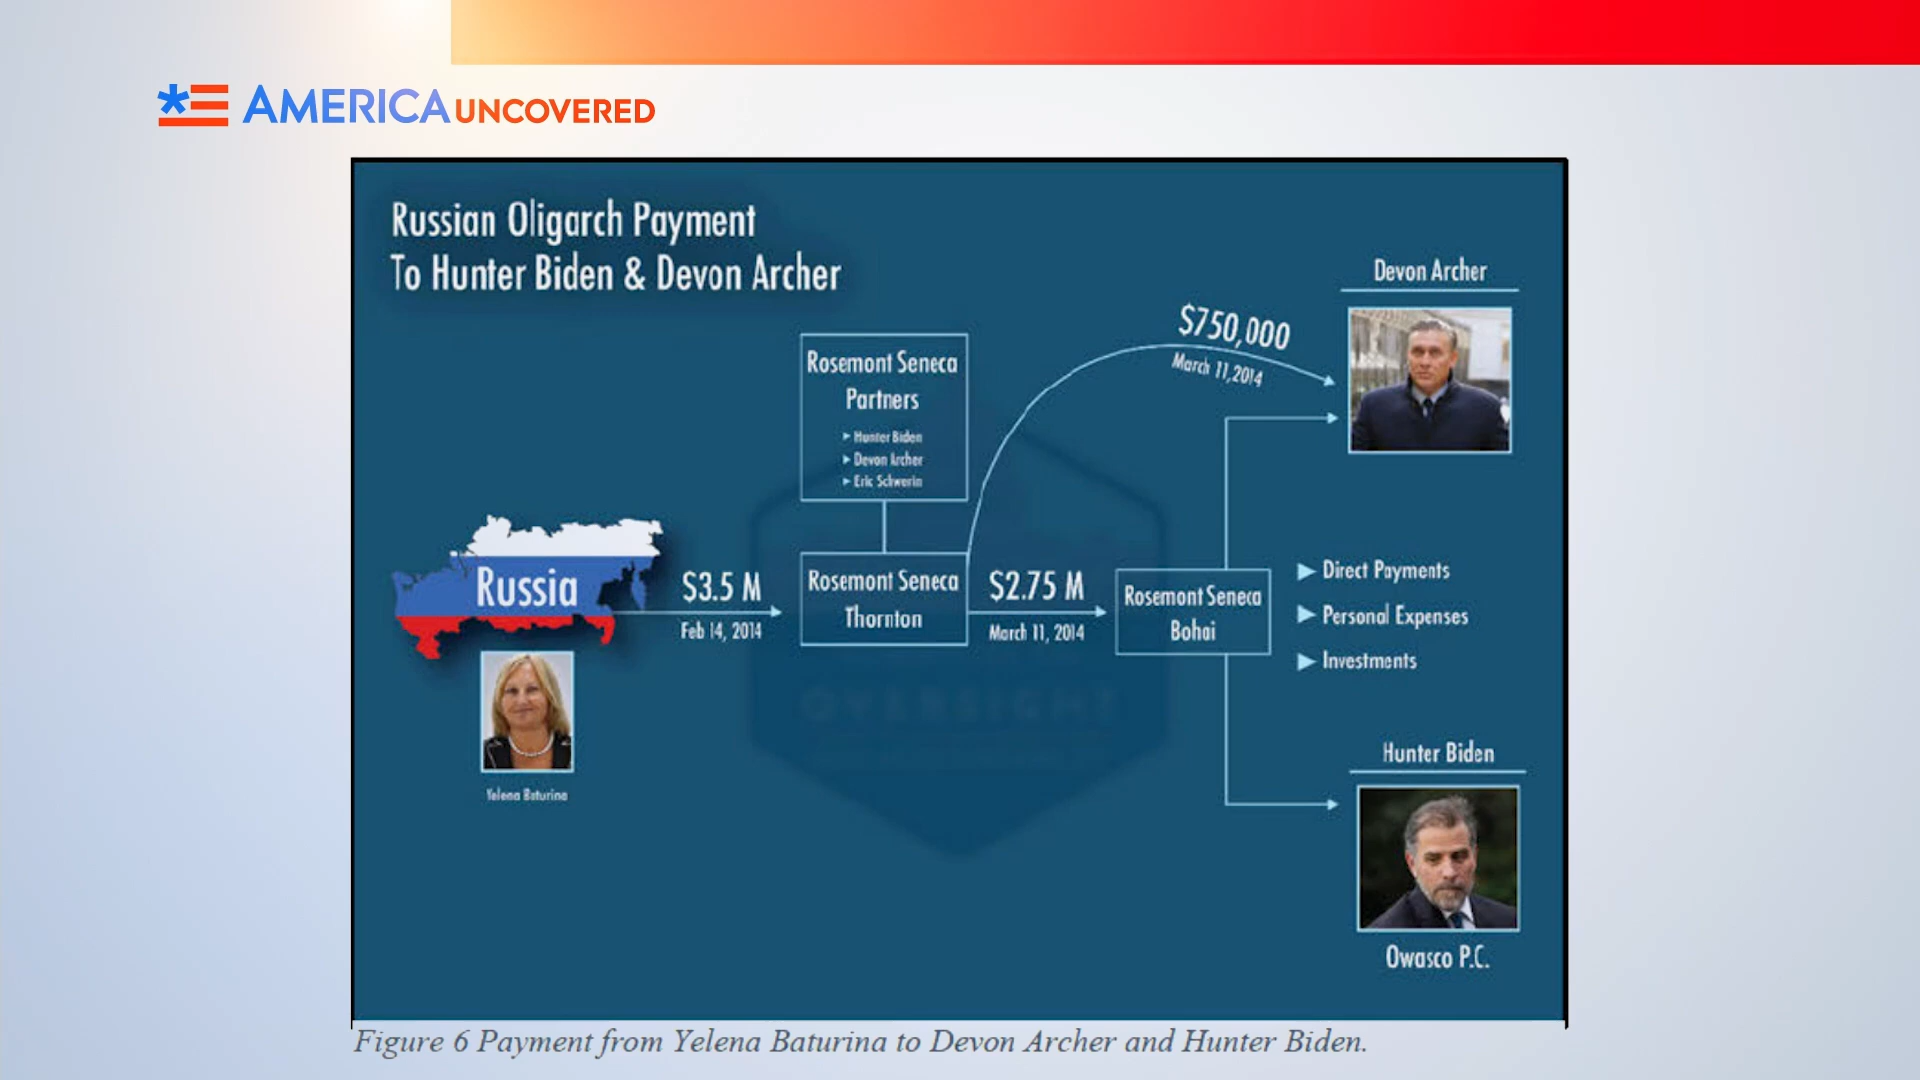 AMERICA UNCOVERED
Russian Oligarch Payment
To Hunter Biden & Devon Archer
Devon Archer
$750,000
March 11,2014
Rosemont Seneca
Partners
Hunter Biden
Devon Archer
Eric Schwerin
Russia
$3.5 M
Feb 14, 2014
Rosemont Seneca
Thornton
$2.75 M
March 11, 2014
Rosemont Seneca
Bohai
Direct Payments
Personal Expenses
Investments
OVERSIGHT
Yelena Baturina
Hunter Biden
Owasco P.C.
Figure 6 Payment from Yelena Baturina to Devon Archer and Hunter Biden.